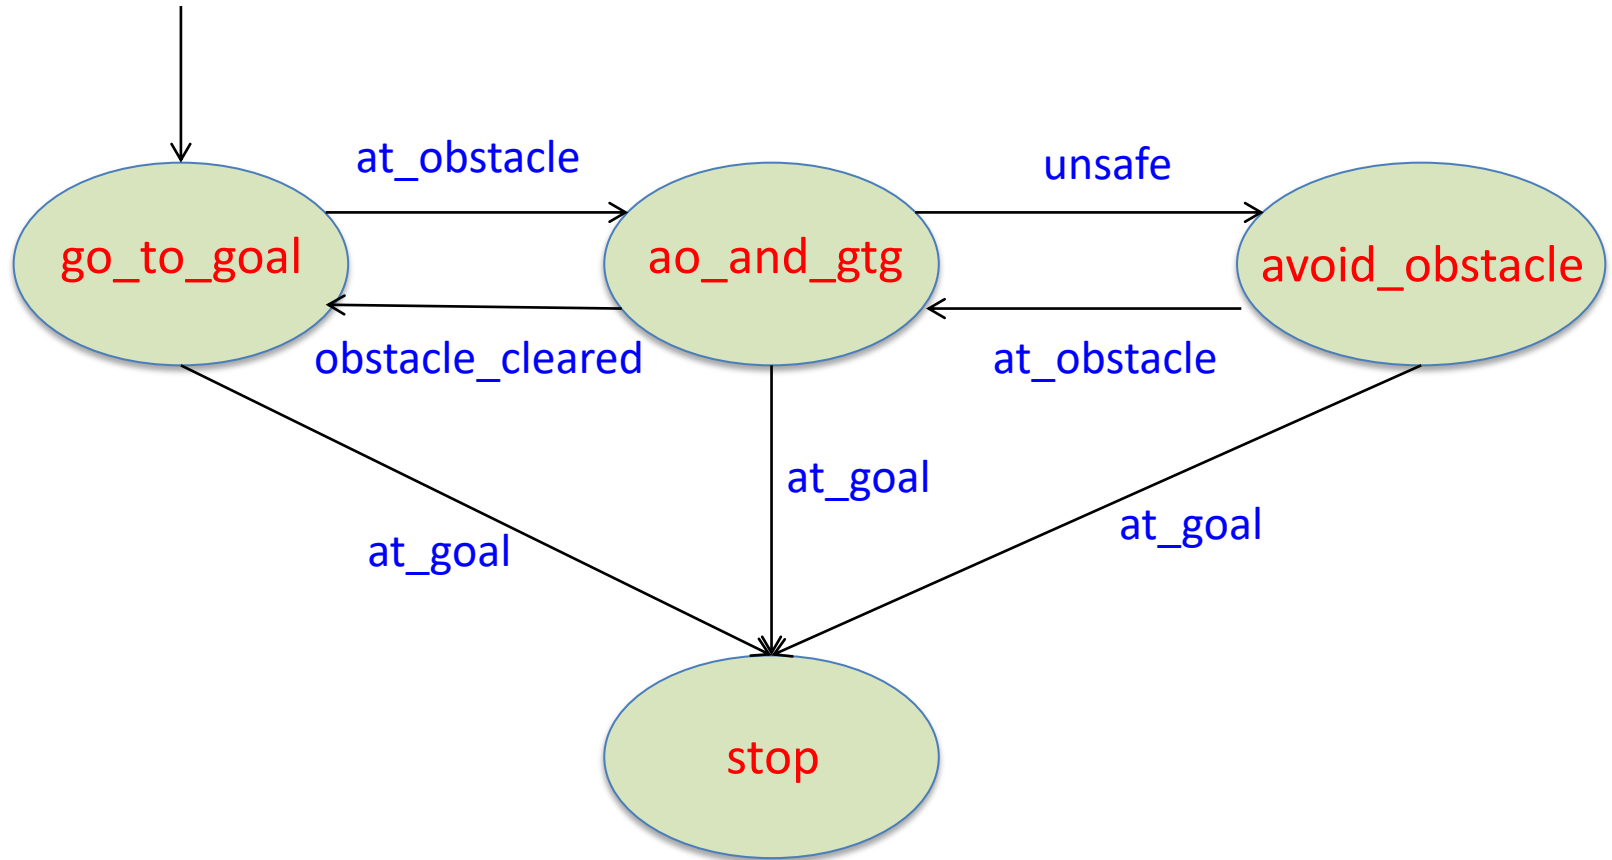 at_obstacle
unsafe
go_to_goal
ao_and_gtg
avoid_obstacle
obstacle_cleared
at_obstacle
at_goal
at_goal
at_goal
stop